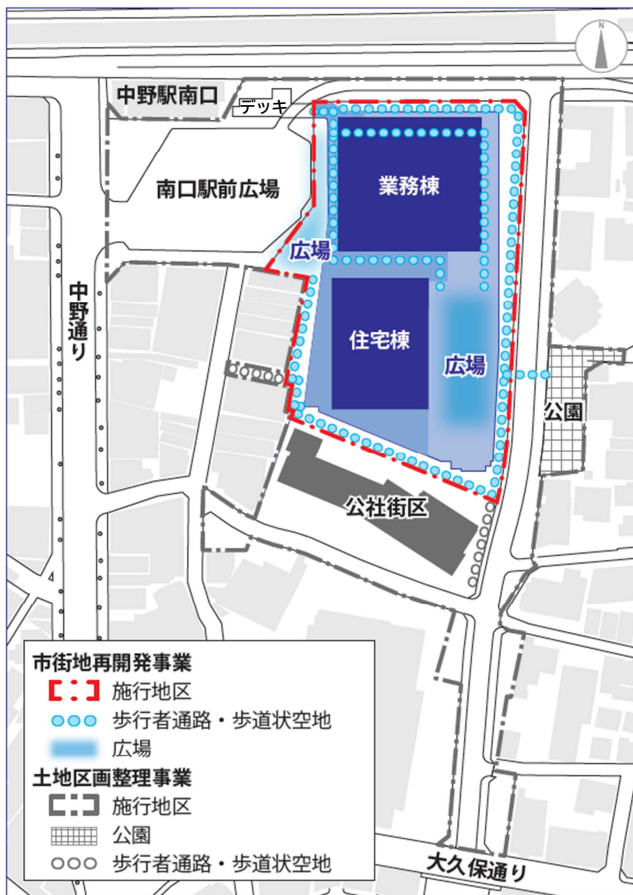 N
中野駅南口
デッキ
南口駅前広場
業務棟
広場
中野通り
住宅棟
広場
公園
公社街区
市街地再開発事業
施行地区
歩行者通路・歩道状空地
広場
土地区画整理事業
施行地区
公園
歩行者通路・歩道状空地
大久保通り